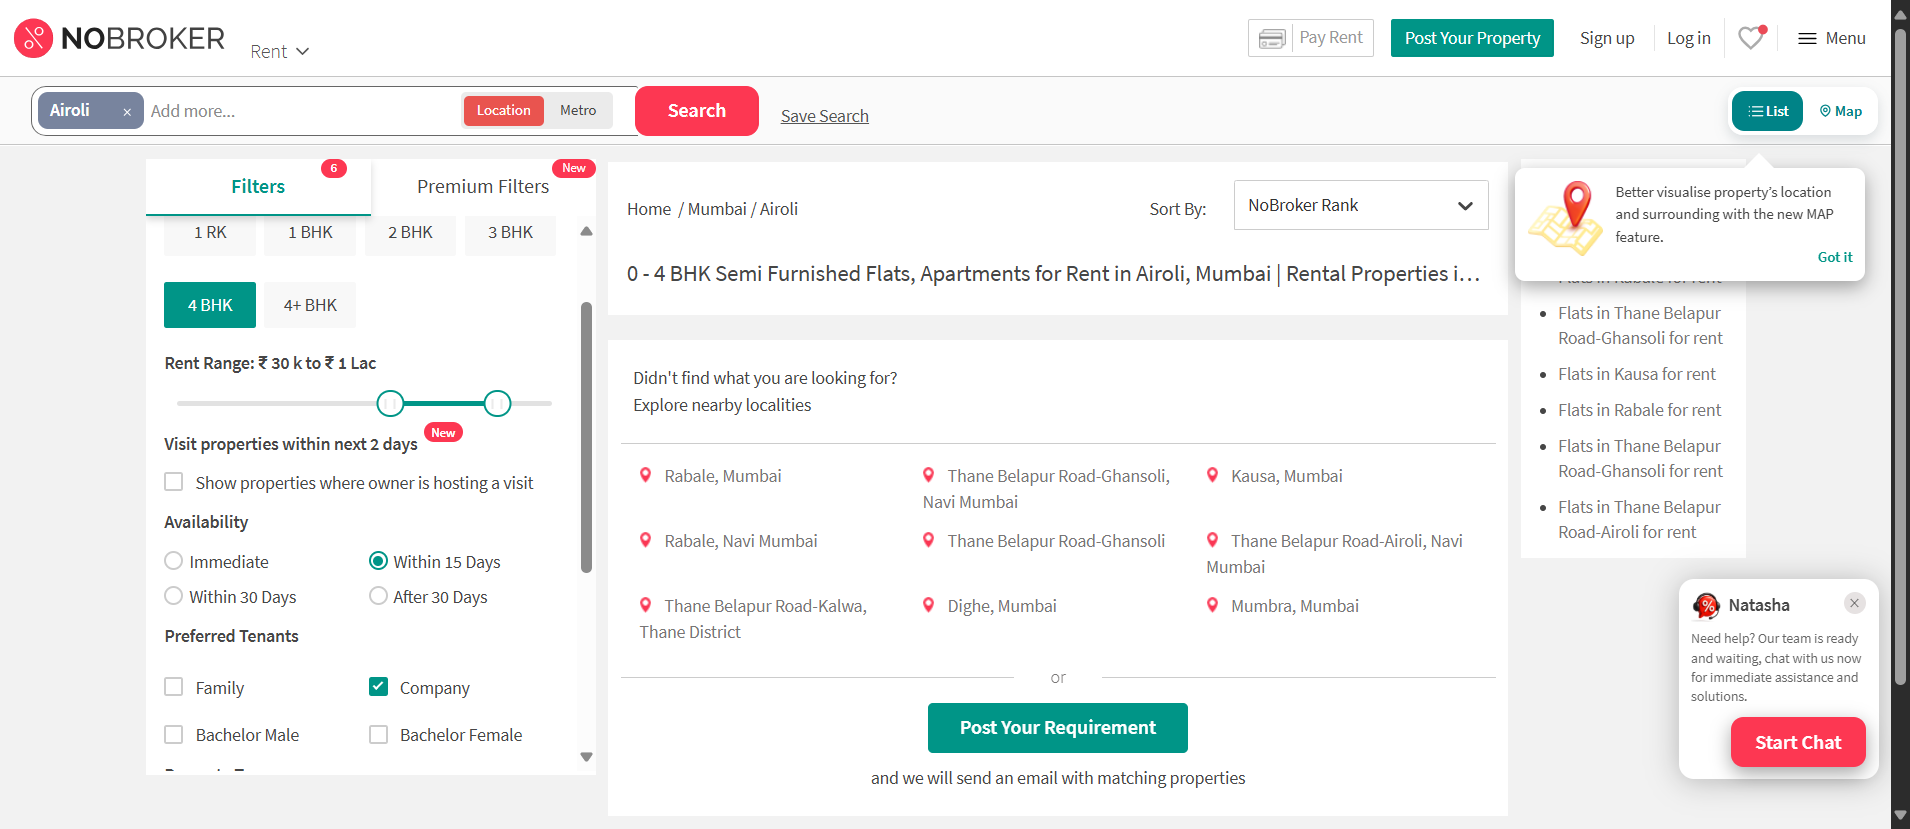 NOBROKER
Rent
Pay Rent
Post Your Property
Sign up
Log in
Menu
Airoli ×
Add more...
Location
Metro
Search
Save Search
List
Map
Filters
6
Premium Filters
New
1 RK
1 BHK
2 BHK
3 BHK
4 BHK
4+ BHK
Rent Range: ₹ 30 k to ₹ 1 Lac
Visit properties within next 2 days
New
Show properties where owner is hosting a visit
Availability
Immediate
Within 15 Days
Within 30 Days
After 30 Days
Preferred Tenants
Family
Company
Bachelor Male
Bachelor Female
Home / Mumbai / Airoli
Sort By:
NoBroker Rank
0 - 4 BHK Semi Furnished Flats, Apartments for Rent in Airoli, Mumbai | Rental Properties i...
Didn't find what you are looking for?
Explore nearby localities
Rabale, Mumbai
Thane Belapur Road-Ghansoli,
Navi Mumbai
Kausa, Mumbai
Rabale, Navi Mumbai
Thane Belapur Road-Ghansoli
Thane Belapur Road-Airoli, Navi
Mumbai
Thane Belapur Road-Kalwa,
Thane District
Dighe, Mumbai
Mumbra, Mumbai
or
Post Your Requirement
and we will send an email with matching properties
Better visualise property's location
and surrounding with the new MAP
feature.
Got it
Flats in Rabale for rent
Flats in Thane Belapur
Road-Ghansoli for rent
Flats in Kausa for rent
Flats in Rabale for rent
Flats in Thane Belapur
Road-Ghansoli for rent
Flats in Thane Belapur
Road-Airoli for rent
Natasha
Need help? Our team is ready
and waiting, chat with us now
for immediate assistance and
solutions.
Start Chat